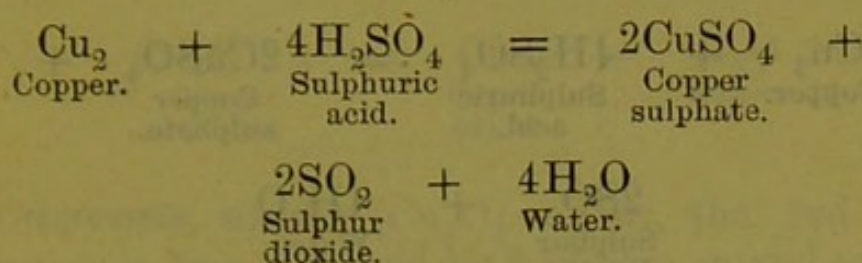 Cu₂ + 4H₂SO₄ = 2CuSO₄ +
Copper. Sulphuric Copper
acid. sulphate.
2SO₂ + 4H₂O
Sulphur Water.
dioxide.